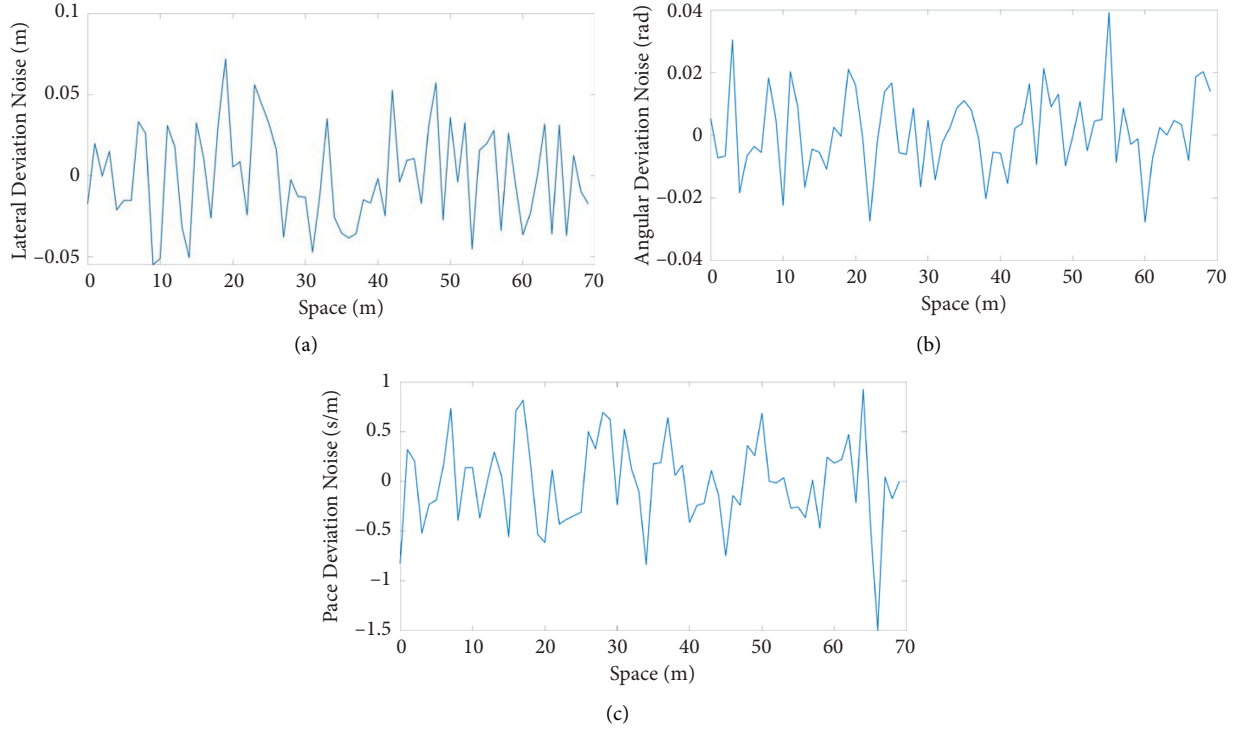 Lateral Deviation Noise (m)
0.1
0.05
0
−0.05
0 10 20 30 40 50 60 70
Space (m)
(a)
Angular Deviation Noise (rad)
0.04
0.02
0
−0.02
−0.04
0 10 20 30 40 50 60 70
Space (m)
(b)
Pace Deviation Noise (s/m)
1
0.5
0
−0.5
−1
−1.5
0 10 20 30 40 50 60 70
Space (m)
(c)